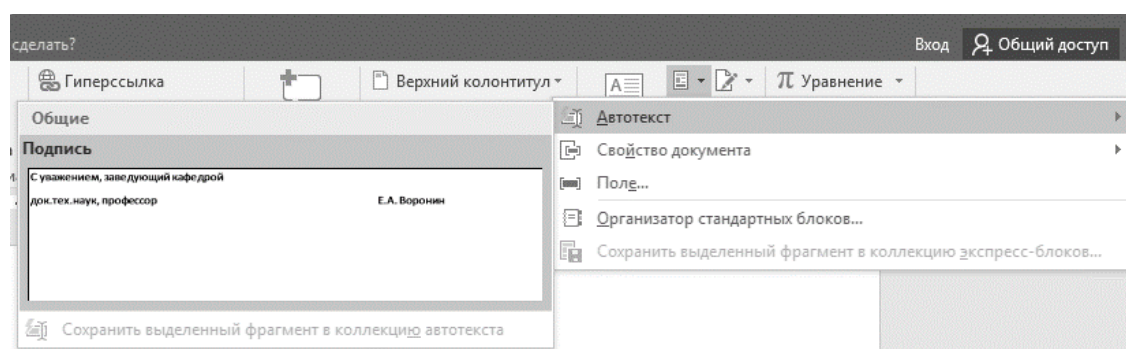 сделать?
Вход Общий доступ
Гиперссылка Верхний колонтитул А π Уравнение
Общие
Подпись
С уважением, заведующий кафедрой
док.тех.наук, профессор Е.А. Воронин
Сохранить выделенный фрагмент в коллекцию автотекста
Автотекст
Свойство документа
Поле...
Организатор стандартных блоков...
Сохранить выделенный фрагмент в коллекцию экспресс-блоков...